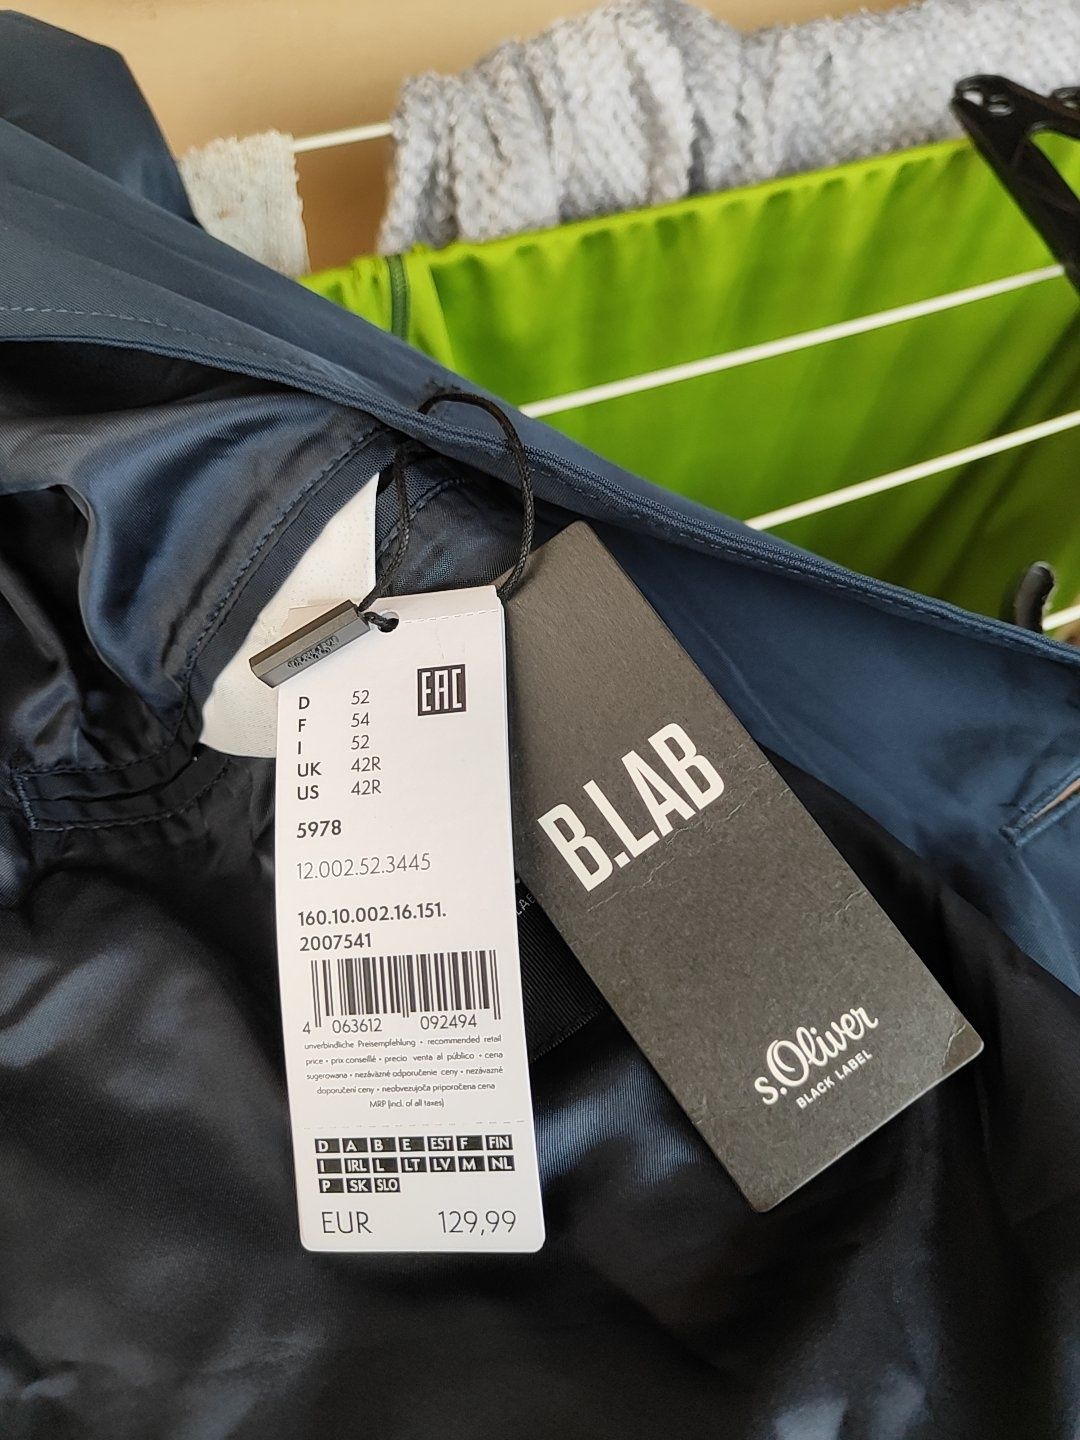 D 52
F 54
I 52
UK 42R
US 42R
EAC
5978
12.002.52.3445
160.10.002.16.151.
2007541
4 063612 092494
unverbindliche Preisempfehlung • recommended retail
price • prix conseillé • precio venta al público • cena
sugerowana • nezáväzné odporučenie ceny • nezávazné
doporučení ceny • neobvezujoča priporočena cena
MRP (incl. of all taxes)
D A B E EST F FIN
I IRL L LT LV M NL
P SK SLO
EUR 129,99
B.LAB
s.Oliver
BLACK LABEL